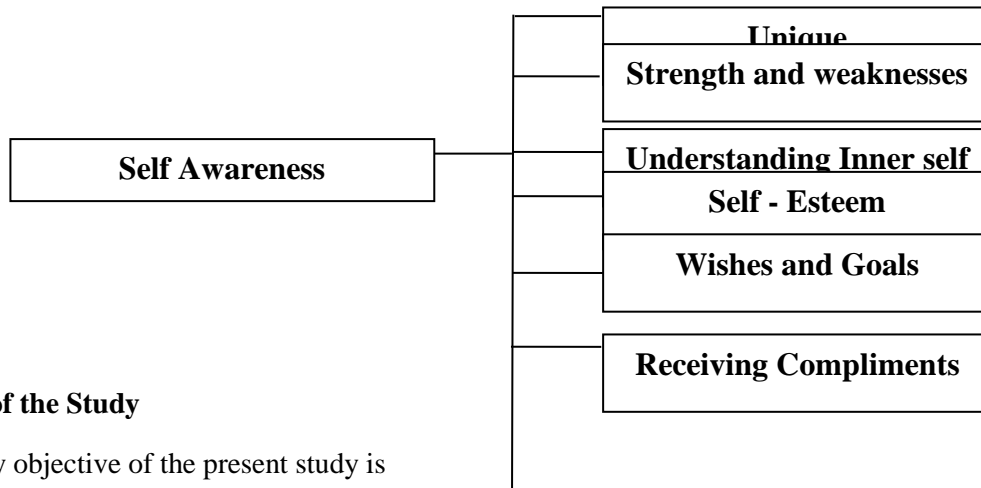 Unique
Strength and weaknesses
Self Awareness
Understanding Inner self
Self - Esteem
Wishes and Goals
Receiving Compliments
of the Study
objective of the present study is